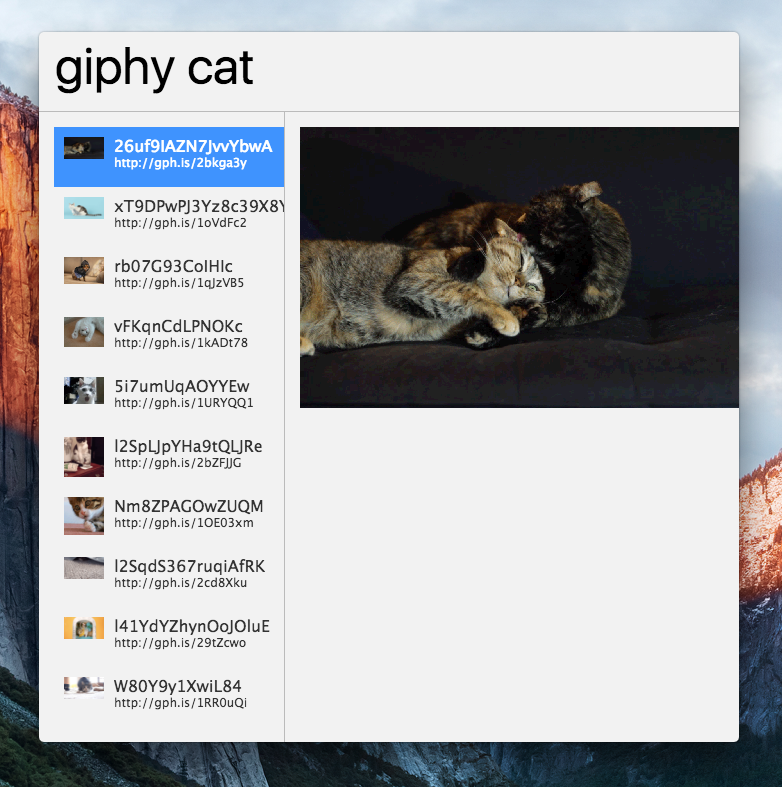 giphy cat
26uf9IAZN7JvvYbwA
http://gph.is/2bkga3y
xT9DPwPJ3Yz8c39X8Y
http://gph.is/1oVdFc2
rb07G93CoIHIc
http://gph.is/1qJzVB5
vFKqnCdLPNOKc
http://gph.is/1kADt78
5i7umUqAOYYEw
http://gph.is/1URYQQ1
l2SpLJpYHa9tQLJRe
http://gph.is/2bZFJJG
Nm8ZPAGOwZUQM
http://gph.is/1OE03xm
l2SqdS367ruqiAfRK
http://gph.is/2cd8Xku
l41YdYZhynOoJOluE
http://gph.is/29tZcwo
W80Y9y1XwiL84
http://gph.is/1RR0uQi